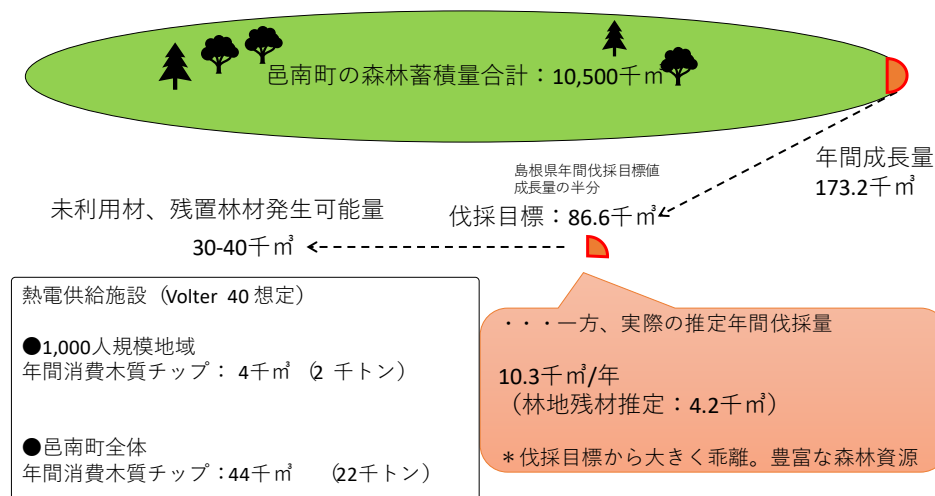 邑南町の森林蓄積量合計：10,500千㎥
年間成長量
173.2千㎥
島根県年間伐採目標値
成長量の半分
伐採目標：86.6千㎥
未利用材、残置林材発生可能量
30-40千㎥
熱電供給施設（Volter 40 想定）
●1,000人規模地域
年間消費木質チップ： 4千㎥（2 千トン）
●邑南町全体
年間消費木質チップ：44千㎥ （22千トン）
・・・一方、実際の推定年間伐採量
10.3千㎥/年
（林地残材推定：4.2千㎥）
＊伐採目標から大きく乖離。豊富な森林資源